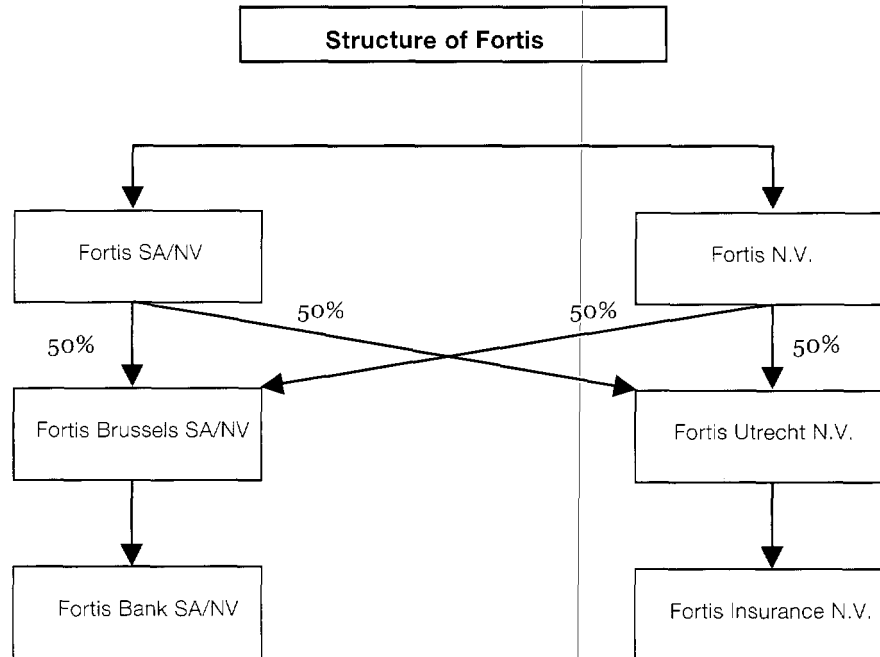 Structure of Fortis
Fortis SA/NV
Fortis N.V.
50%
50%
50%
50%
Fortis Brussels SA/NV
Fortis Utrecht N.V.
Fortis Bank SA/NV
Fortis Insurance N.V.